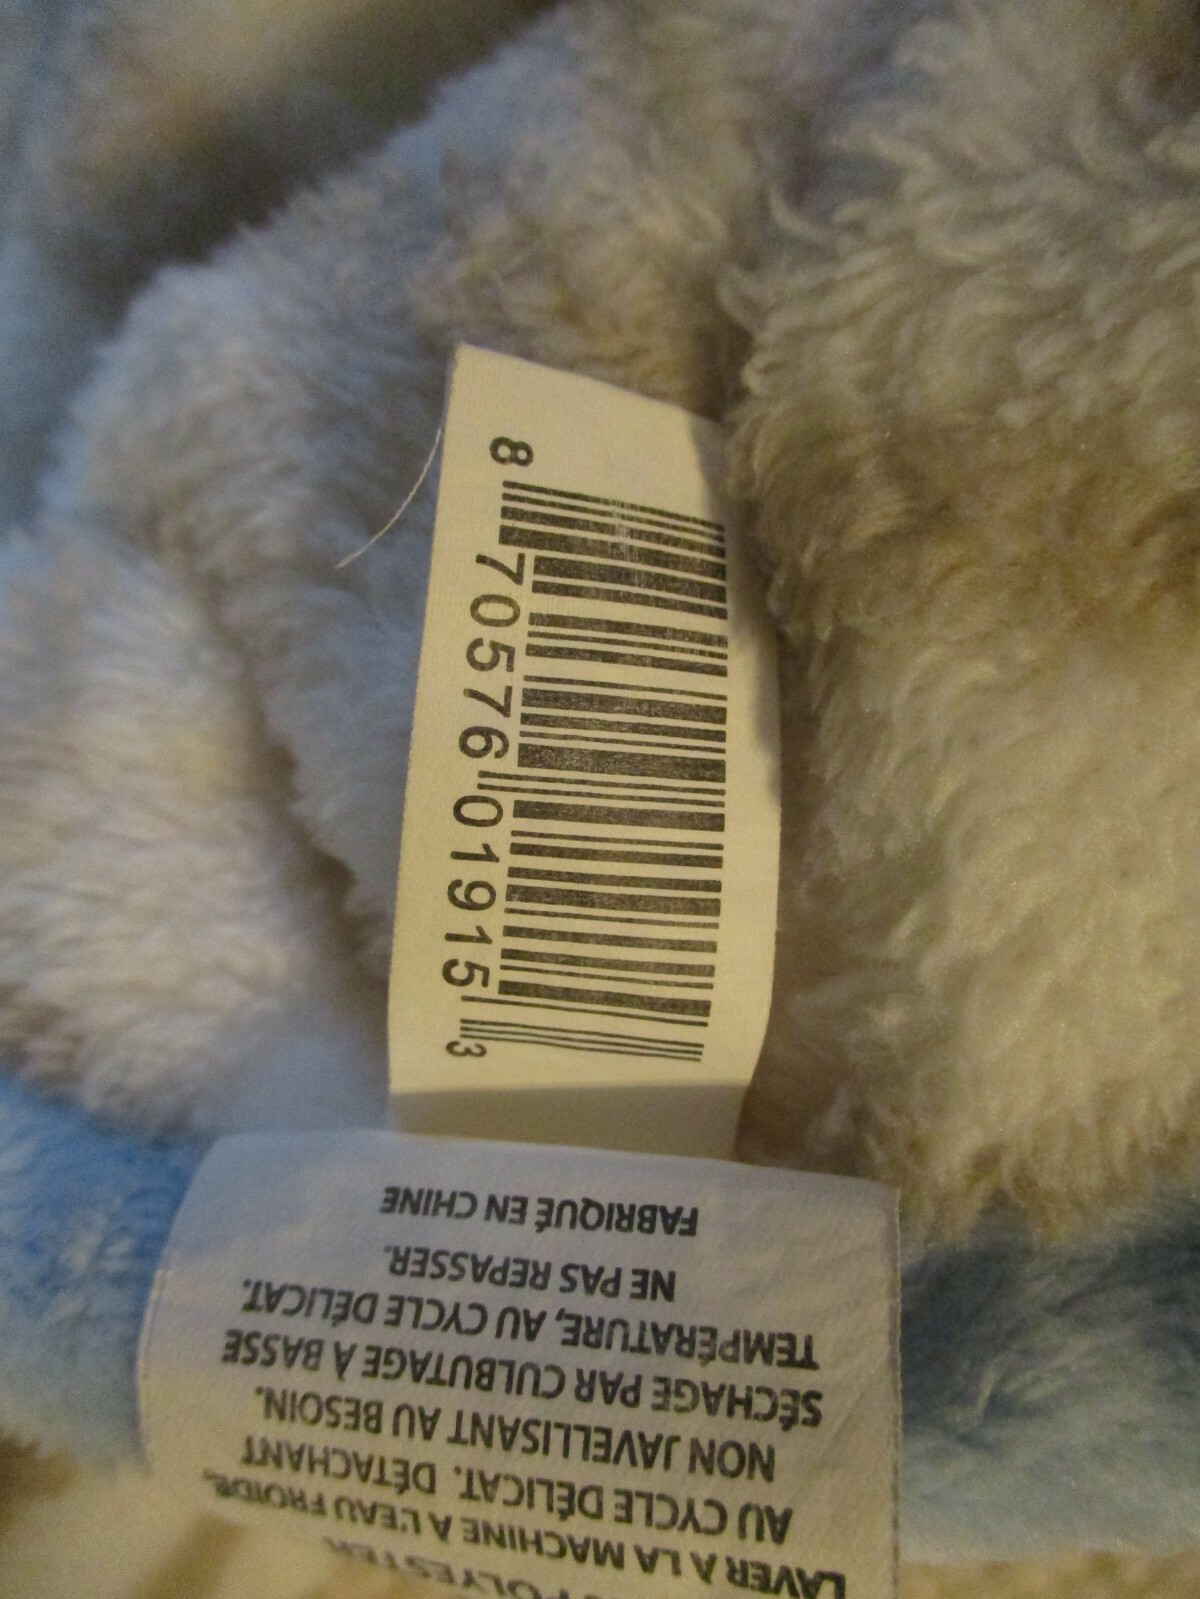 8 70576 01915 3
POLYESTER
LAVER A LA MACHINE A L'EAU FROIDE,
AU CYCLE DÉLICAT. DÉTACHANT
NON JAVELLISANT AU BESOIN.
SÉCHAGE PAR CULBUTAGE À BASSE
TEMPÉRATURE, AU CYCLE DÉLICAT.
NE PAS REPASSER.
FABRIQUÉ EN CHINE